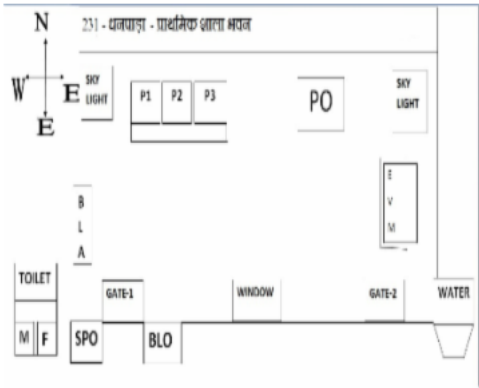 N
231 - धनपाड़ा - प्राथमिक शाला भवन
W
E
E
SKY
LIGHT
P1 P2 P3
PO
SKY
LIGHT
E
V
M
B
L
A
TOILET
M F
GATE-1
WINDOW
GATE-2
WATER
SPO
BLO